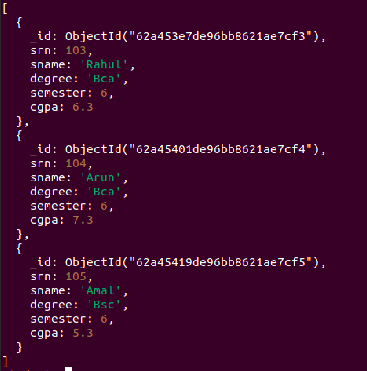 [
  {
    _id: ObjectId("62a453e7de96bb8621ae7cf3"),
    srn: 103,
    sname: 'Rahul',
    degree: 'Bca',
    semester: 6,
    cgpa: 6.3
  },
  {
    _id: ObjectId("62a45401de96bb8621ae7cf4"),
    srn: 104,
    sname: 'Arun',
    degree: 'Bca',
    semester: 6,
    cgpa: 7.3
  },
  {
    _id: ObjectId("62a45419de96bb8621ae7cf5"),
    srn: 105,
    sname: 'Amal',
    degree: 'Bsc',
    semester: 6,
    cgpa: 5.3
  }
]